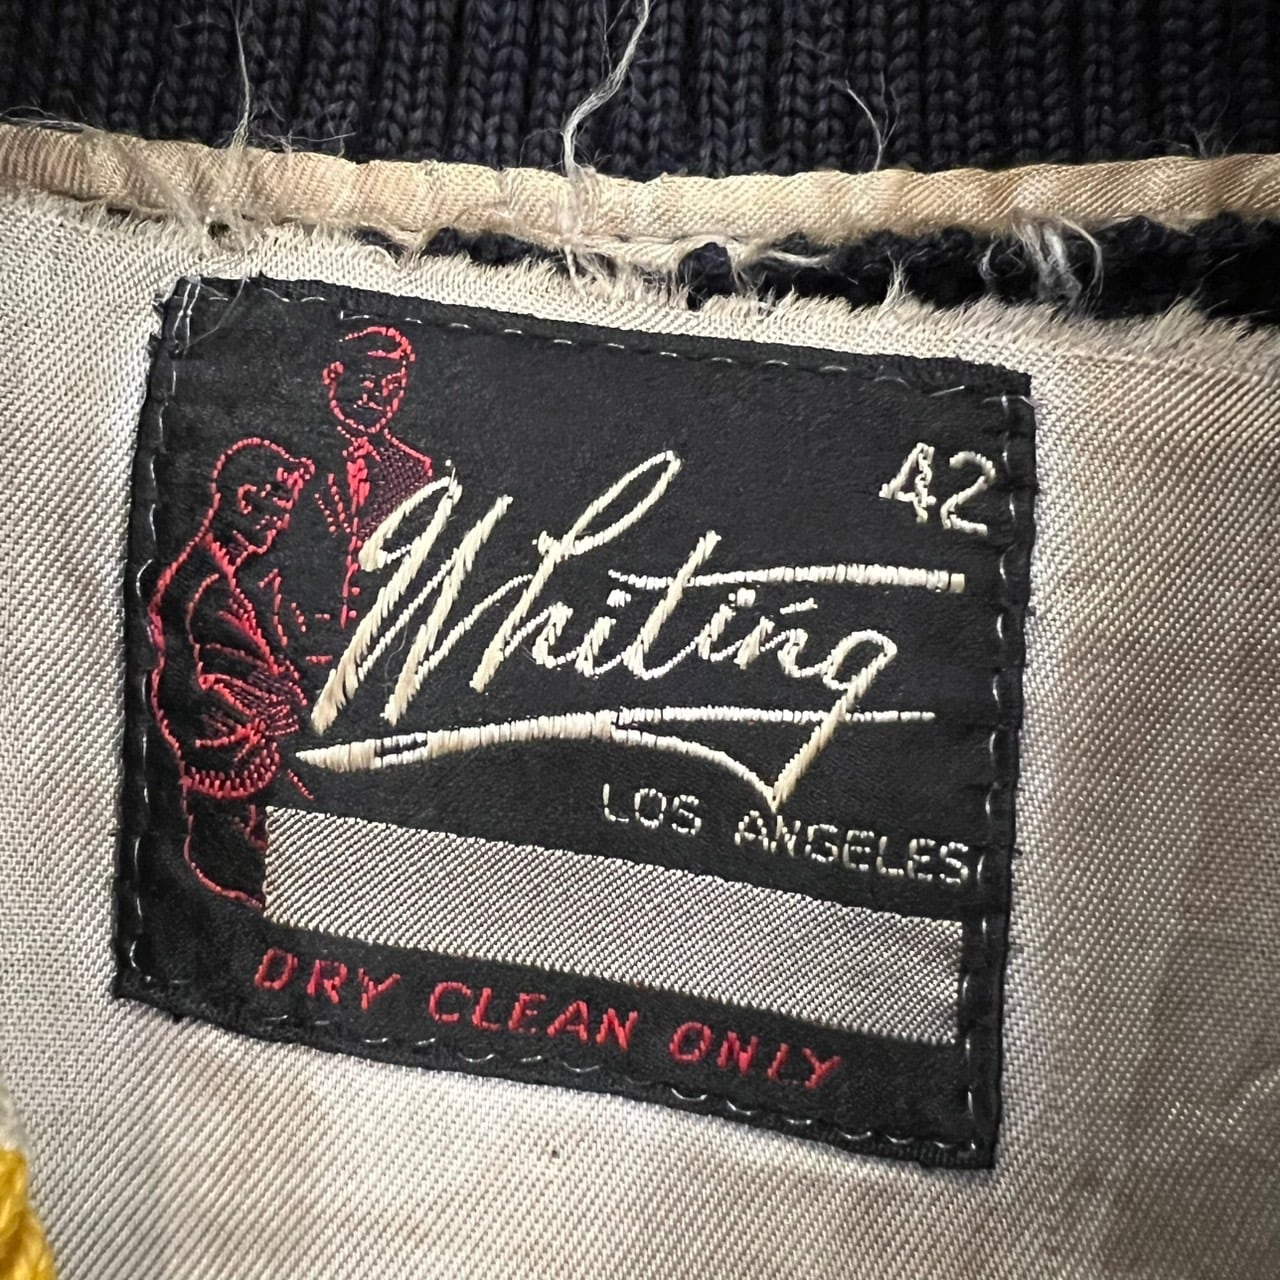 42
Whiting
LOS ANGELES
DRY CLEAN ONLY